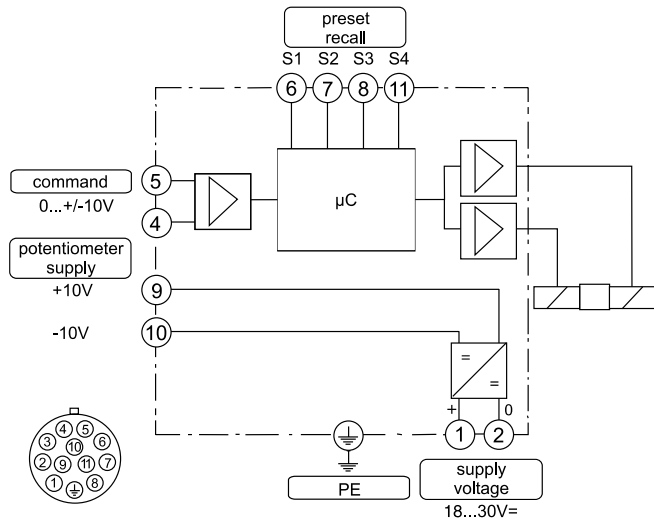 preset
recall
S1 S2 S3 S4
6 7 8 11
command
0...+/-10V
5
4
µC
potentiometer
supply
+10V
9
-10V
10
=
=
+ 0
1 2
PE
supply
voltage
18...30V=
4 5
3 10 6
2 9 11 7
1 8